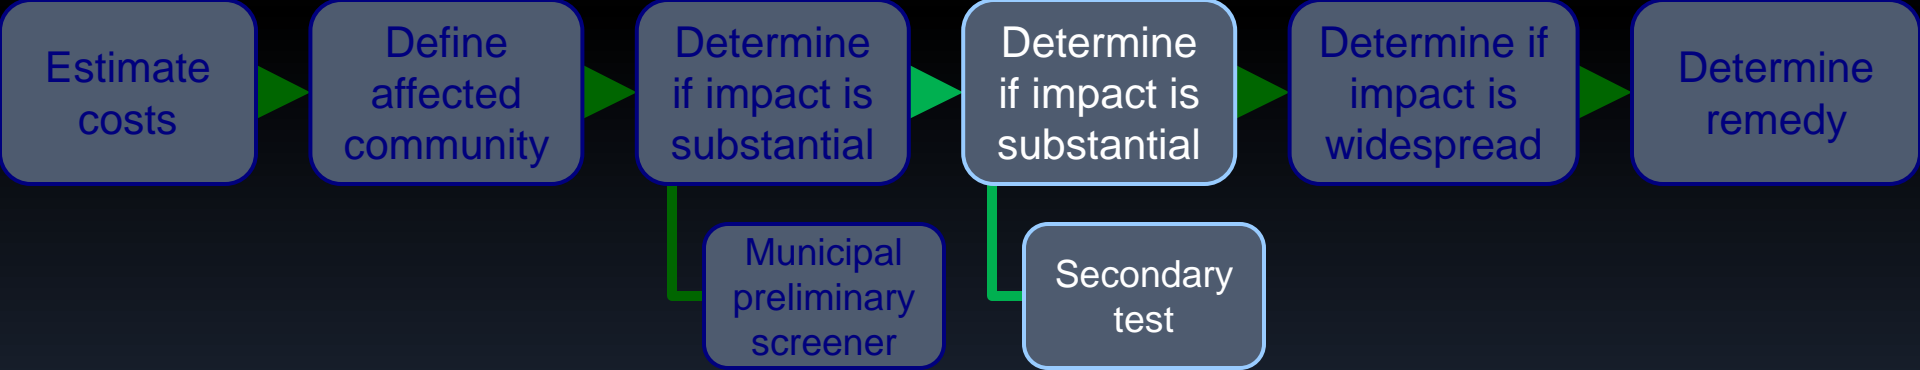 Estimate
costs
Define
affected
community
Determine
if impact is
substantial
Determine
if impact is
substantial
Determine if
impact is
widespread
Determine
remedy
Municipal
preliminary
screener
Secondary
test